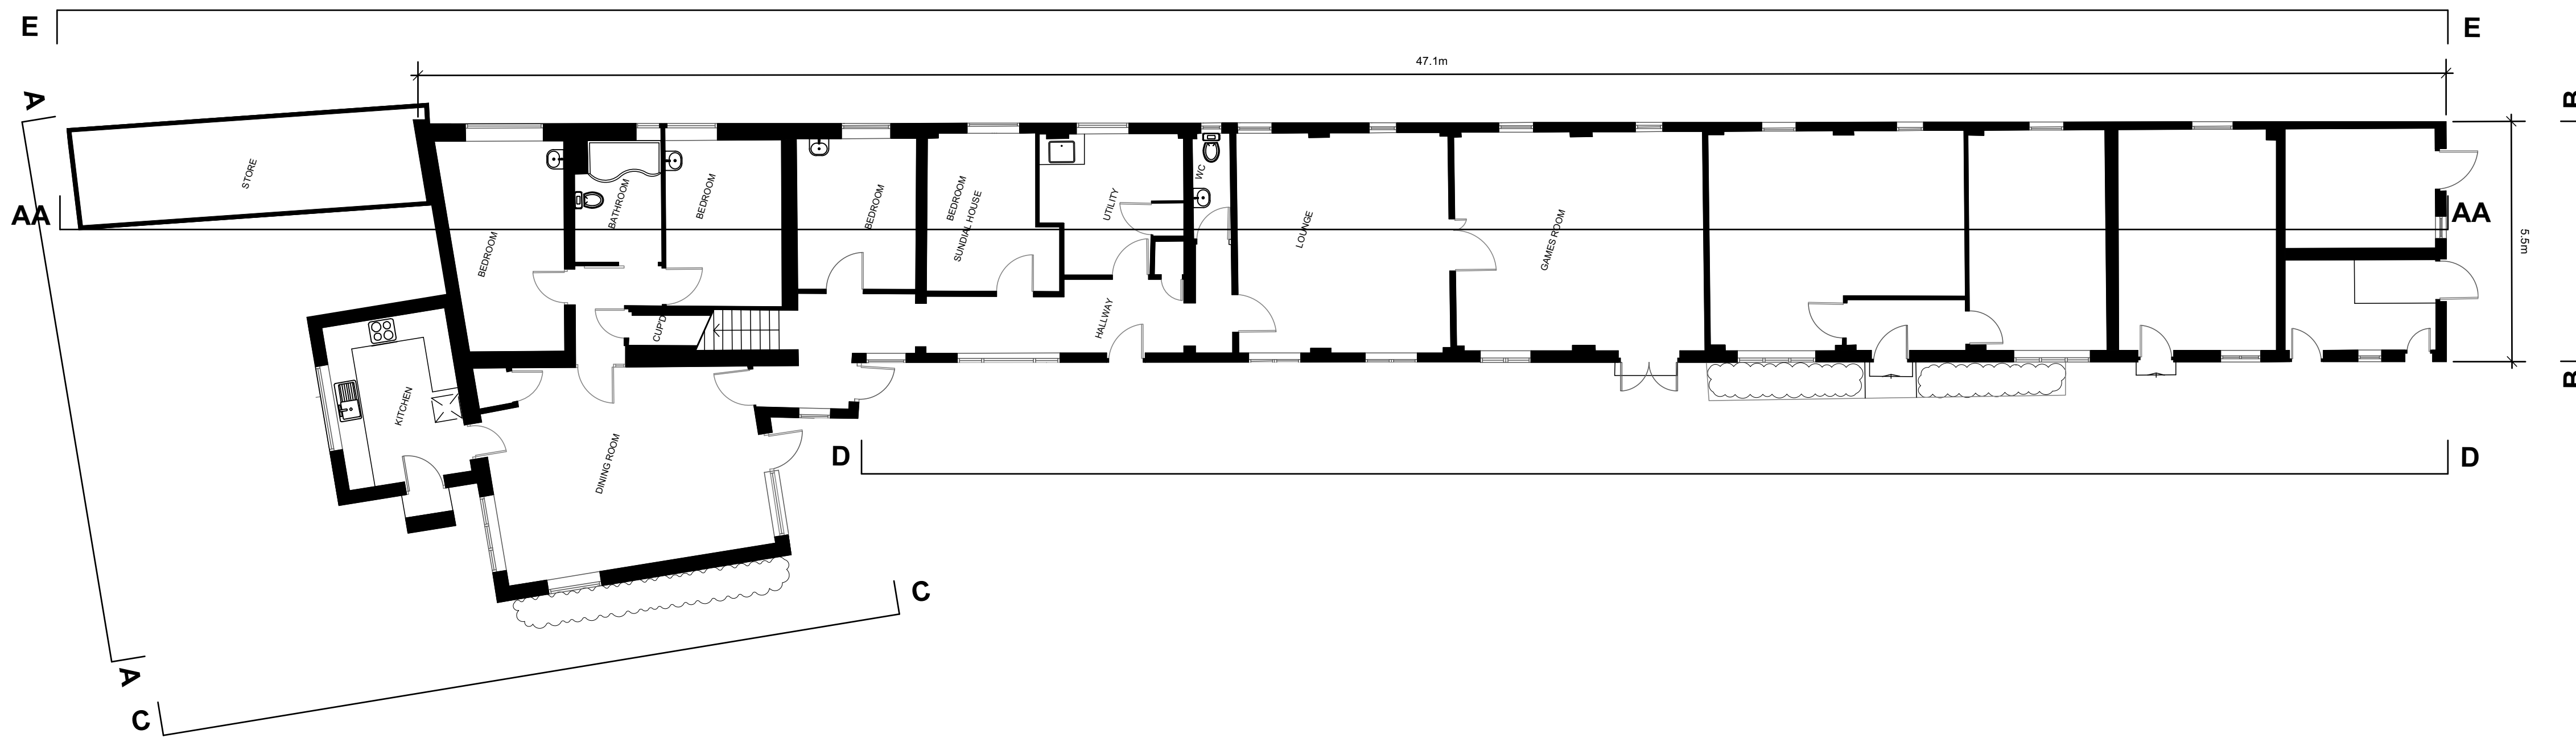 E
E
47.1m
A
B
STORE
AA
AA
BEDROOM
BATHROOM
BEDROOM
BEDROOM
BEDROOM
SUNDIAL HOUSE
UTILITY
WC
LOUNGE
GAMES ROOM
5.5m
CUP'D
HALLWAY
B
KITCHEN
DINING ROOM
D
D
C
A
C